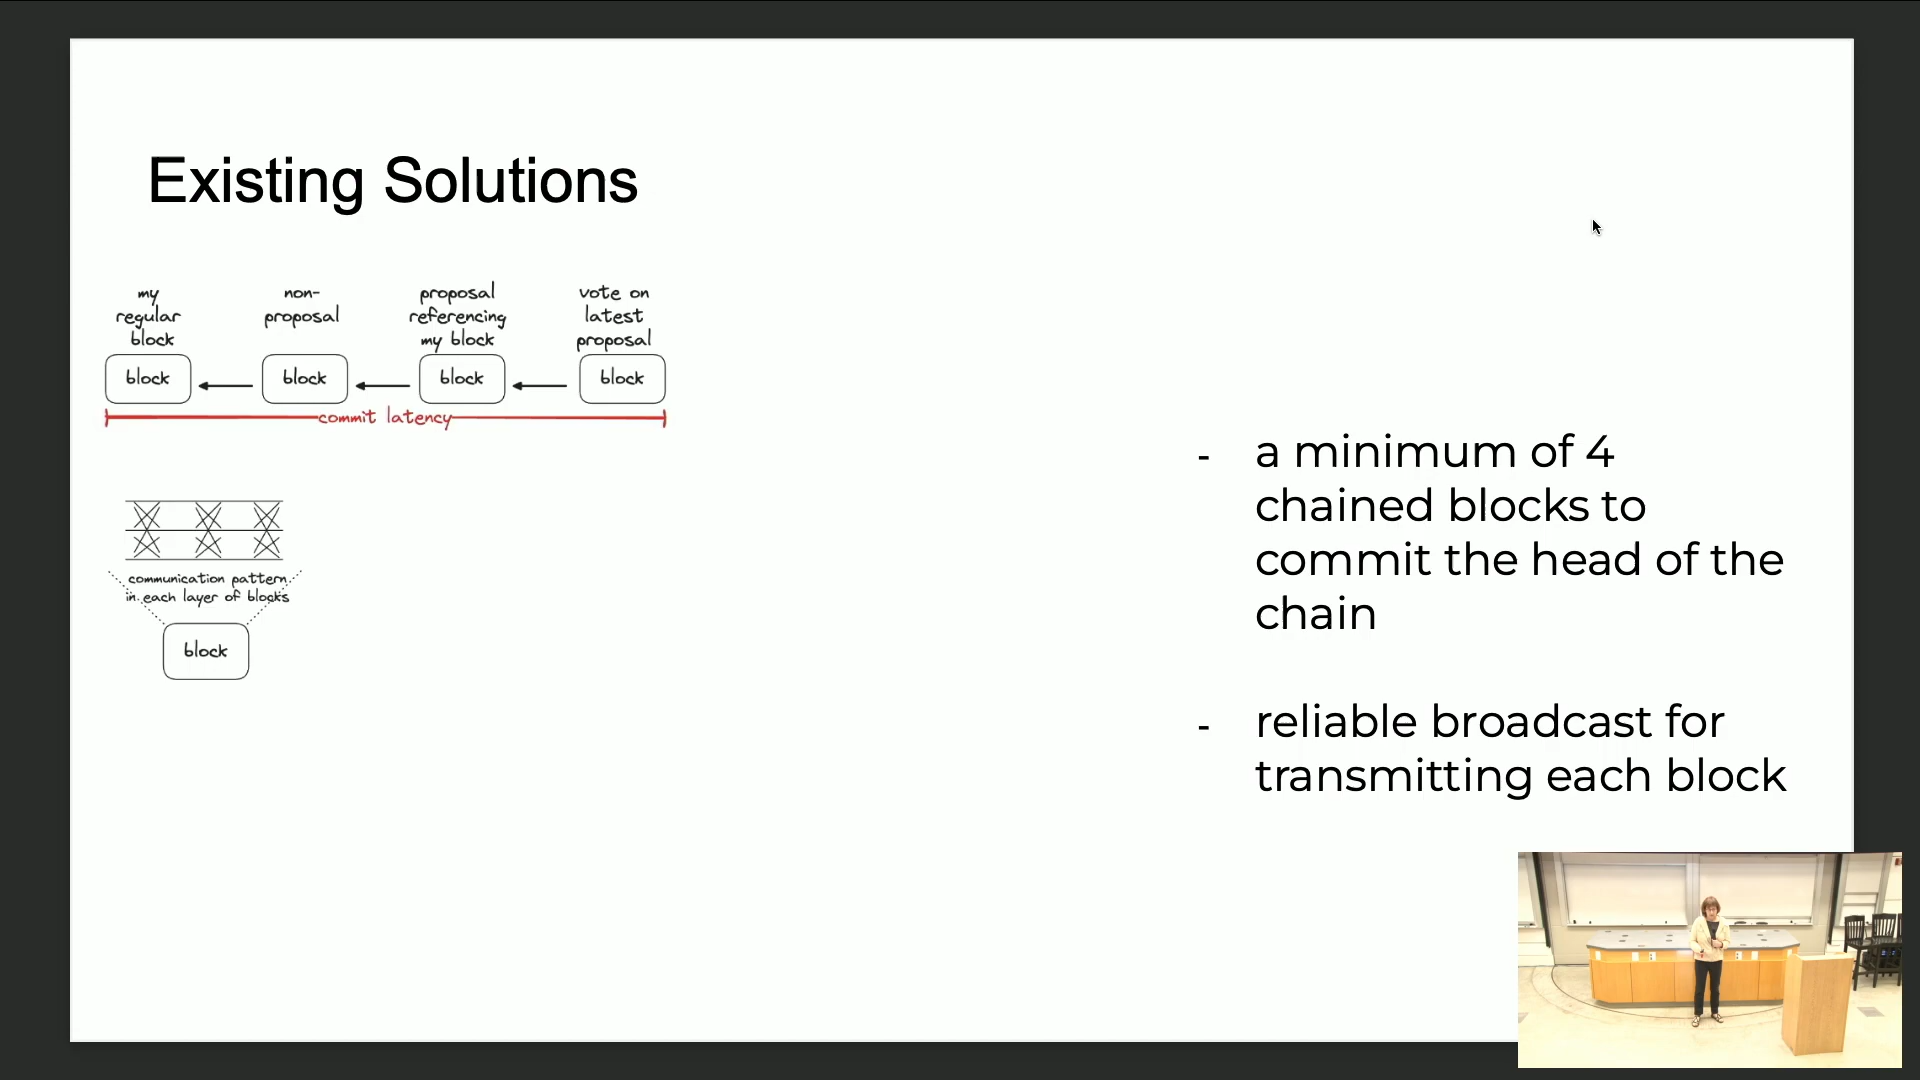 Existing Solutions
my
regular
block
non-
proposal
proposal
referencing
my block
vote on
latest
proposal
block
block
block
block
commit latency
communication pattern
in each layer of blocks
block
- a minimum of 4
chained blocks to
commit the head of the
chain
- reliable broadcast for
transmitting each block